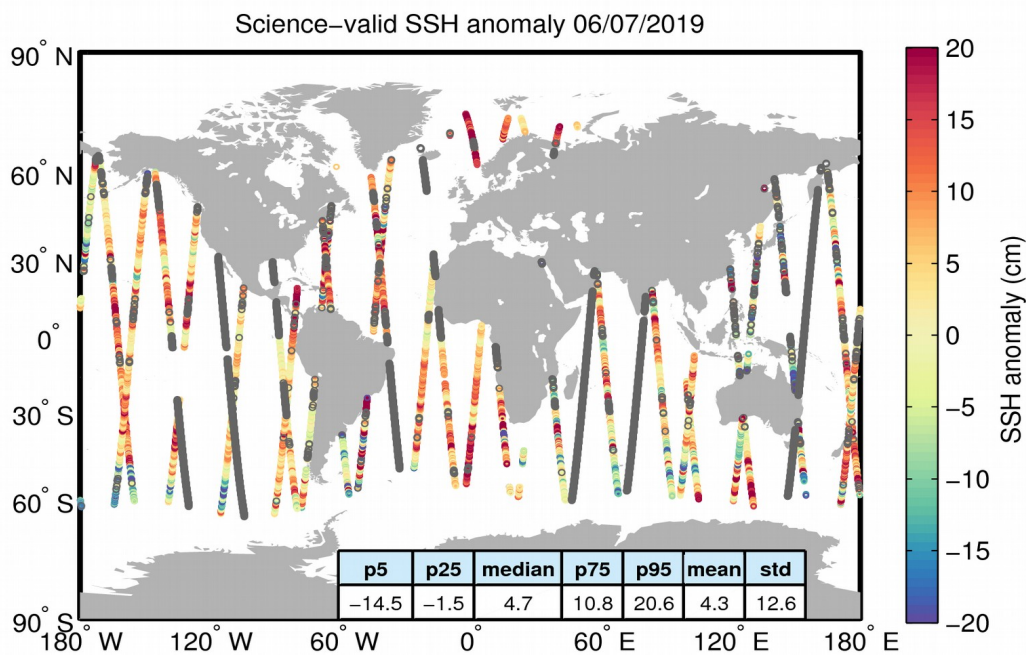 Science−valid SSH anomaly 06/07/2019
90° N
60° N
30° N
0°
30° S
60° S
90° S
180° W
120° W
60° W
0°
60° E
120° E
180° E
p5 p25 median p75 p95 mean std
−14.5 −1.5 4.7 10.8 20.6 4.3 12.6
20
15
10
5
0
−5
−10
−15
−20
SSH anomaly (cm)